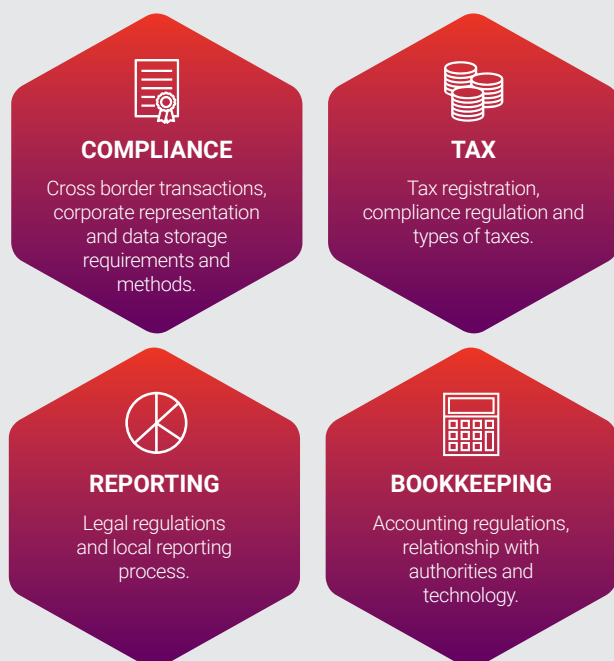 COMPLIANCE
Cross border transactions,
corporate representation
and data storage
requirements and
methods.
TAX
Tax registration,
compliance regulation and
types of taxes.
REPORTING
Legal regulations
and local reporting
process.
BOOKKEEPING
Accounting regulations,
relationship with
authorities and
technology.